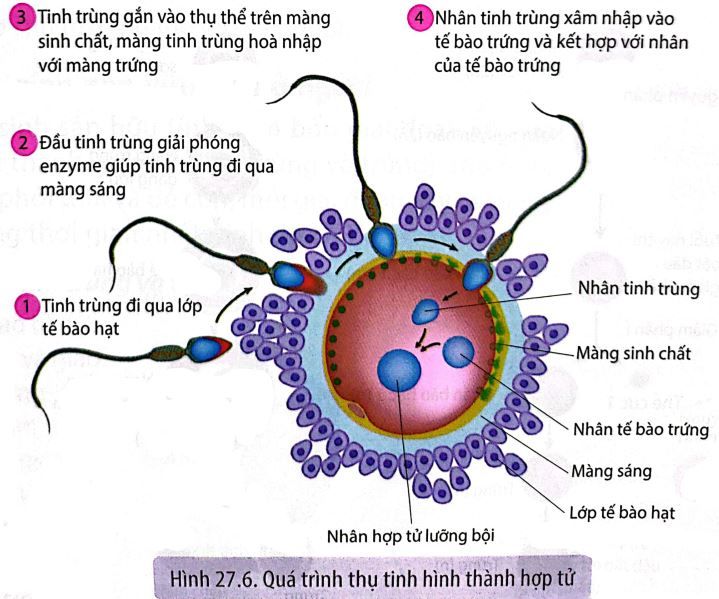 3 Tinh trùng gắn vào thụ thể trên màng
sinh chất, màng tinh trùng hoà nhập
với màng trứng
4 Nhân tinh trùng xâm nhập vào
tế bào trứng và kết hợp với nhân
của tế bào trứng
2 Đầu tinh trùng giải phóng
enzyme giúp tinh trùng đi qua
màng sáng
1 Tinh trùng đi qua lớp
tế bào hạt
Nhân tinh trùng
Màng sinh chất
Nhân tế bào trứng
Màng sáng
Lớp tế bào hạt
Nhân hợp tử lưỡng bội
Hình 27.6. Quá trình thụ tinh hình thành hợp tử